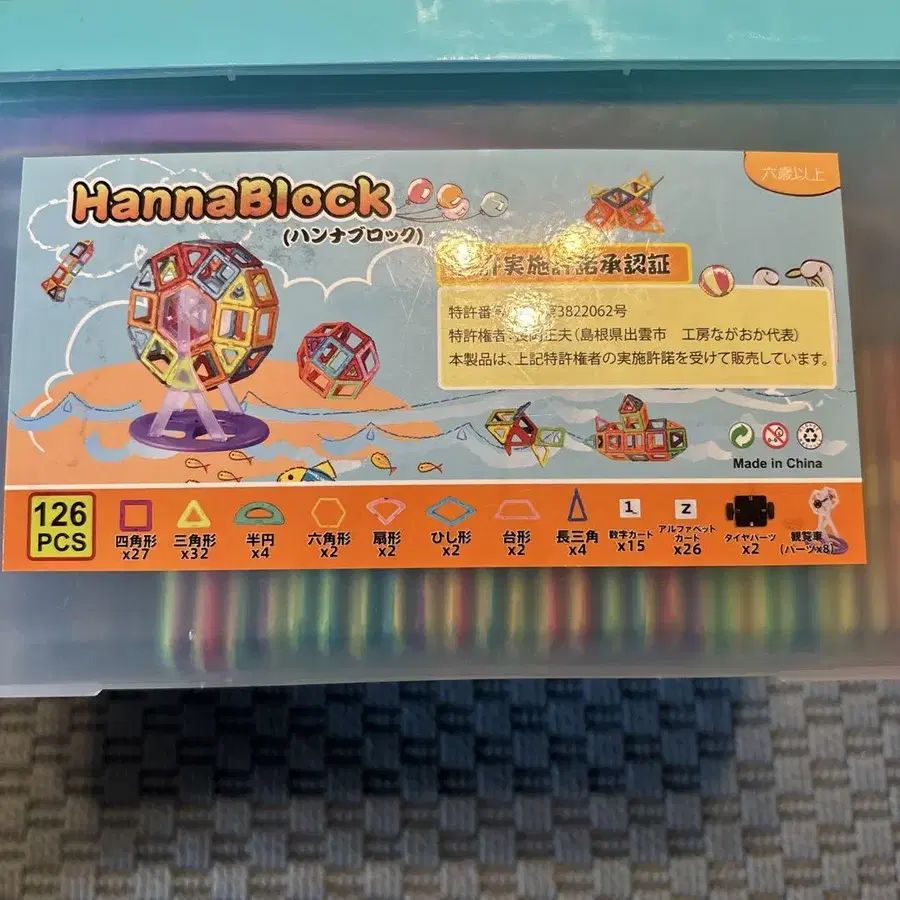 HannaBlock
(ハンナブロック)
六歳以上
実施許諾承認証
特許番 3822062号
特許権者:長岡正夫(島根県出雲市 工房ながおか代表)
本製品は、上記特許権者の実施許諾を受けて販売しています。
Made in China
126
PCS
四角形
x27
三角形
x32
半円
x4
六角形
x2
扇形
x2
ひし形
x2
台形
x2
長三角
x4
1
数字カード
x15
Z
アルファベット
カード
x26
タイヤパーツ
x2
観覧車
(パーツx8)